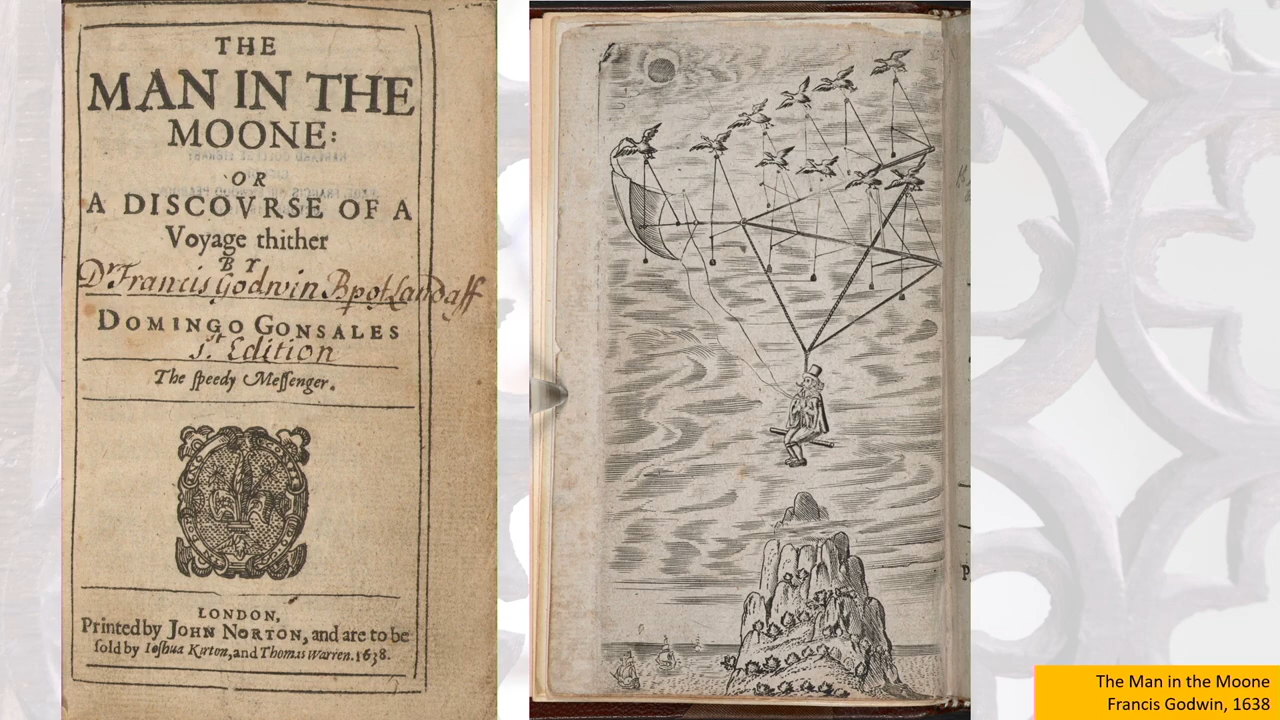 THE
MAN IN THE
MOONE:
OR
A DISCOVRSE OF A
Voyage thither
BY
Dr Francis Godwin Bp of Landaff
DOMINGO GONSALES
1st Edition
The ſpeedy Meſſenger.
LONDON,
Printed by JOHN NORTON, and are to be
ſold by Ioſhua Kirton, and Thomas Warren. 1638.
The Man in the Moone
Francis Godwin, 1638